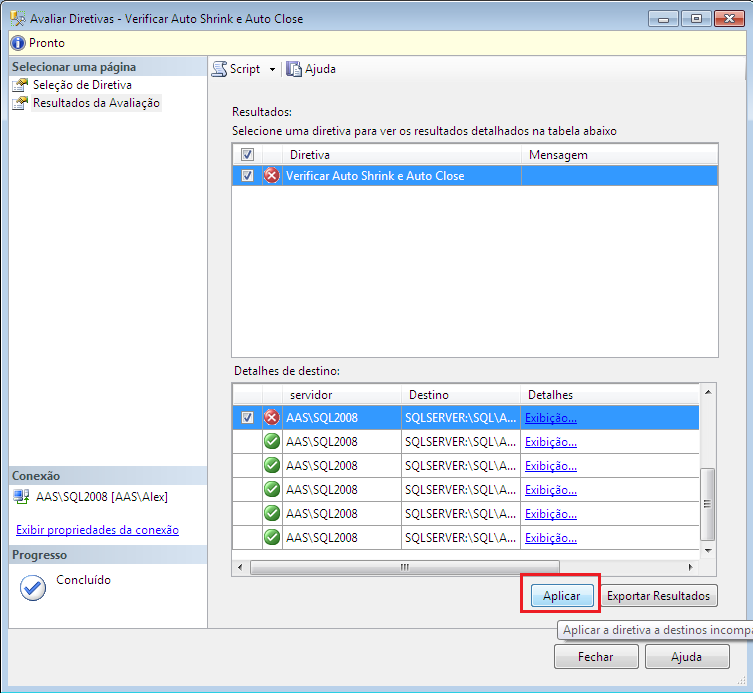 Avaliar Diretivas - Verificar Auto Shrink e Auto Close
Pronto
Selecionar uma página
Seleção de Diretiva
Resultados da Avaliação
Script
Ajuda
Resultados:
Selecione uma diretiva para ver os resultados detalhados na tabela abaixo
Diretiva Mensagem
Verificar Auto Shrink e Auto Close
Detalhes de destino:
servidor Destino Detalhes
AAS\SQL2008 SQLSERVER:\SQL\A... Exibição...
AAS\SQL2008 SQLSERVER:\SQL\A... Exibição...
AAS\SQL2008 SQLSERVER:\SQL\A... Exibição...
AAS\SQL2008 SQLSERVER:\SQL\A... Exibição...
AAS\SQL2008 SQLSERVER:\SQL\A... Exibição...
AAS\SQL2008 SQLSERVER:\SQL\A... Exibição...
Conexão
AAS\SQL2008 [AAS\Alex]
Exibir propriedades da conexão
Progresso
Concluído
Aplicar
Exportar Resultados
Aplicar a diretiva a destinos incompa
Fechar
Ajuda